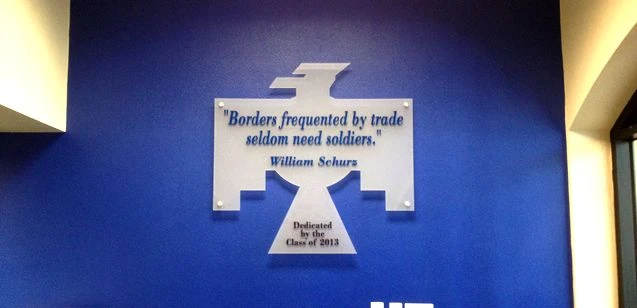 "Borders frequented by trade
seldom need soldiers."
William Schurz
Dedicated
by the
Class of 2013